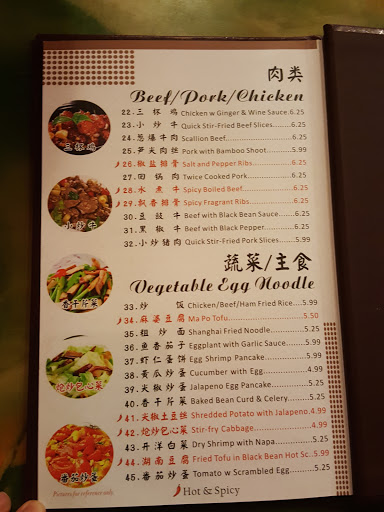 肉类
Beef/Pork/Chicken
22.三杯鸡 Chicken w Ginger & Wine Sauce.6.25
23.小炒牛 Quick Stir-Fried Beef Slices......6.25
24.葱爆牛肉 Scallion Beef..........6.25
25.笋尖肉丝 Pork with Bamboo Shoot.........5.99
26.椒盐排骨 Salt and Pepper Ribs...........6.25
27.回锅肉 Twice Cooked Pork..........6.25
28.水煮牛 Spicy Boiled Beef..........6.25
29.飘香排骨 Spicy Fragrant Ribs..........6.25
30.豆豉牛 Beef with Black Bean Sauce....6.25
31.黑椒牛 Beef with Black Pepper.........6.25
32.小炒猪肉 Quick Stir-Fried Pork Slices.....5.99
三杯鸡
小炒牛
蔬菜/主食
Vegetable Egg Noodle
33.炒饭 Chicken/Beef/Ham Fried Rice....5.99
34.麻婆豆腐 Ma Po Tofu..........5.99
35.粗炒面 Shanghai Fried Noodle..........5.99
36.鱼香茄子 Eggplant with Garlic Sauce......5.99
37.虾仁蛋饼 Egg Shrimp Pancake..........5.99
38.黄瓜炒蛋 Cucumber with Egg..........4.99
39.尖椒炒蛋 Jalapeno Egg Pancake..........4.99
40.香干芹菜 Baked Bean Curd & Celery........5.99
41.尖椒土豆丝 Shredded Potato with Jalapeno.4.99
42.炝炒包心菜 Stir-fry Cabbage..........4.99
43.开洋白菜 Dry Shrimp with Napa..........5.99
44.湖南豆腐 Fried Tofu in Black Bean Hot Sc..5.99
45.番茄炒蛋 Tomato w Scrambled Egg.........5.99
香干芹菜
炝炒包心菜
番茄炒蛋
Pictures for reference only.
Hot & Spicy